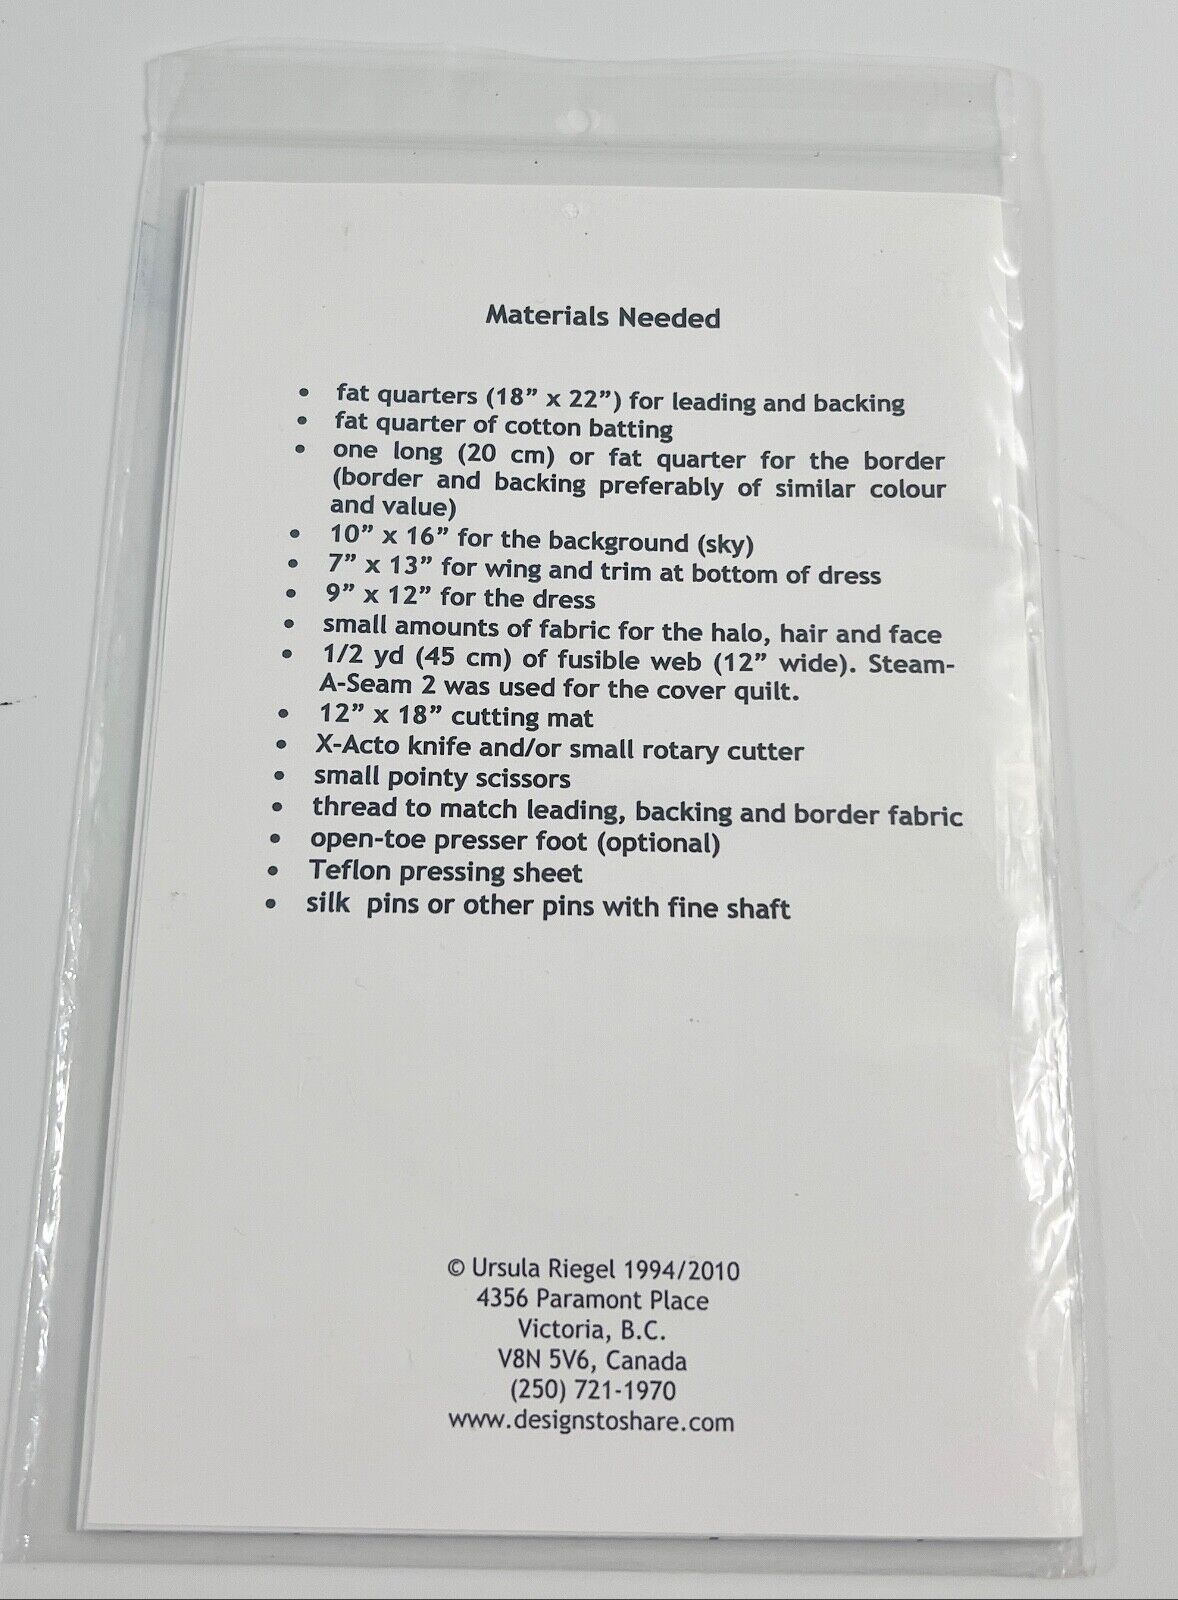 Materials Needed
• fat quarters (18” x 22”) for leading and backing
• fat quarter of cotton batting
• one long (20 cm) or fat quarter for the border
(border and backing preferably of similar colour
and value)
• 10” x 16” for the background (sky)
• 7” x 13” for wing and trim at bottom of dress
• 9” x 12” for the dress
• small amounts of fabric for the halo, hair and face
• 1/2 yd (45 cm) of fusible web (12” wide). Steam-
A-Seam 2 was used for the cover quilt.
• 12” x 18” cutting mat
• X-Acto knife and/or small rotary cutter
• small pointy scissors
• thread to match leading, backing and border fabric
• open-toe presser foot (optional)
• Teflon pressing sheet
• silk pins or other pins with fine shaft
© Ursula Riegel 1994/2010
4356 Paramont Place
Victoria, B.C.
V8N 5V6, Canada
(250) 721-1970
www.designstoshare.com